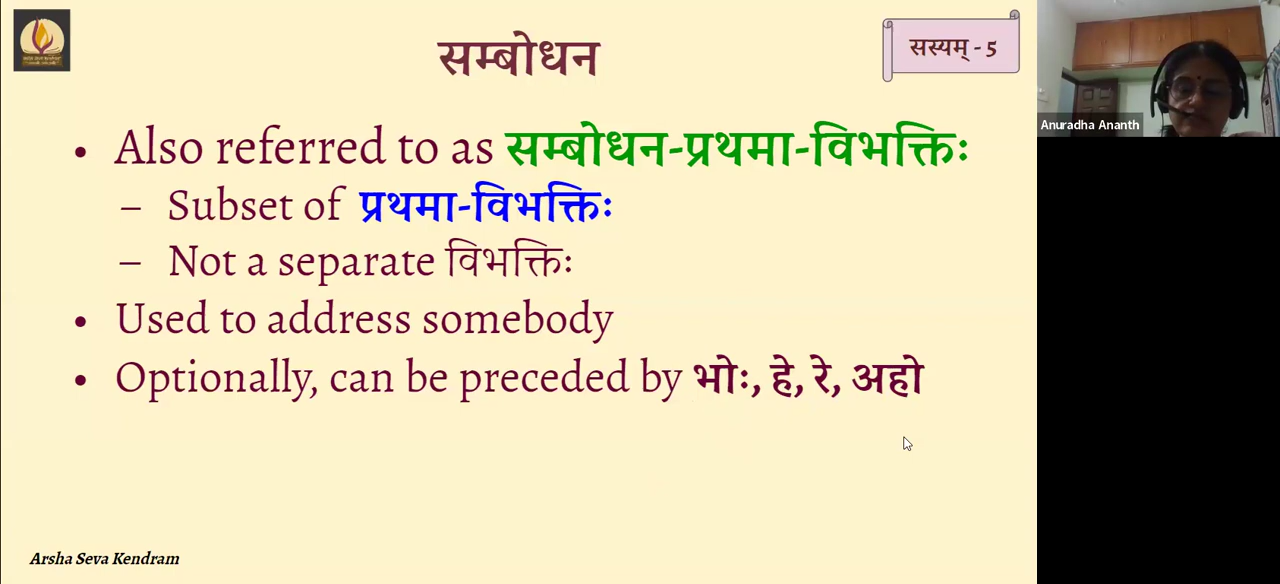 सम्बोधन
सस्यम् - 5
Anuradha Ananth
• Also referred to as सम्बोधन-प्रथमा-विभक्तिः
– Subset of प्रथमा-विभक्तिः
– Not a separate विभक्तिः
• Used to address somebody
• Optionally, can be preceded by भोः, हे, रे, अहो
Arsha Seva Kendram